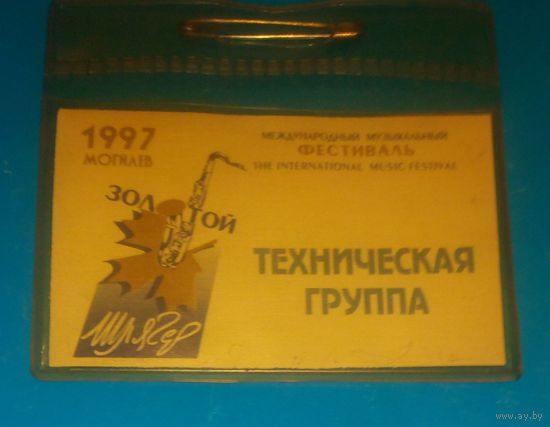 1997
МОГИЛЕВ
ЗОЛОТОЙ
Шлягер
МЕЖДУНАРОДНЫЙ МУЗЫКАЛЬНЫЙ
ФЕСТИВАЛЬ
THE INTERNATIONAL MUSIC FESTIVAL
ТЕХНИЧЕСКАЯ
ГРУППА
www.ay.by